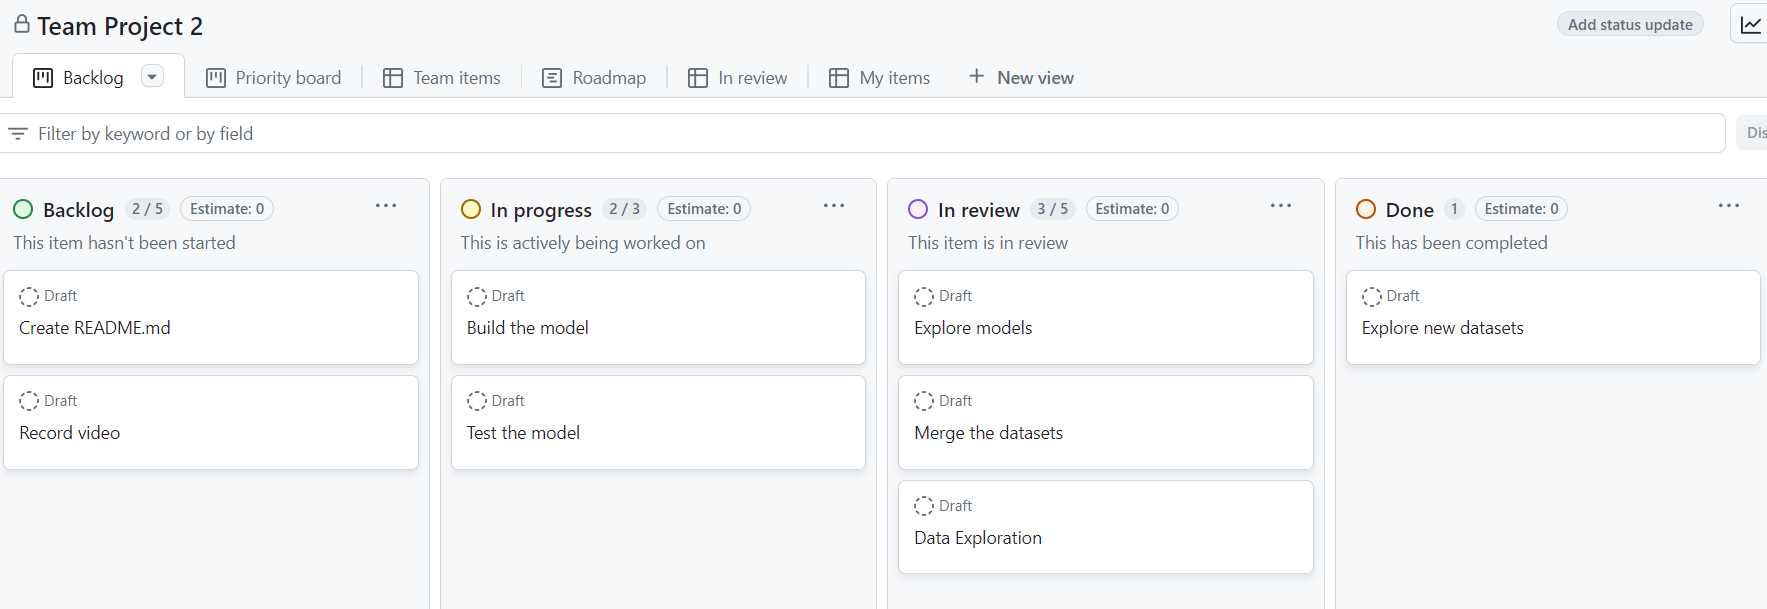 Team Project 2
Add status update
Backlog
Priority board
Team items
Roadmap
In review
My items
New view
Filter by keyword or by field
Dis
Backlog 2 / 5 Estimate: 0
This item hasn't been started
Draft
Create README.md
Draft
Record video
In progress 2 / 3 Estimate: 0
This is actively being worked on
Draft
Build the model
Draft
Test the model
In review 3 / 5 Estimate: 0
This item is in review
Draft
Explore models
Draft
Merge the datasets
Draft
Data Exploration
Done 1 Estimate: 0
This has been completed
Draft
Explore new datasets